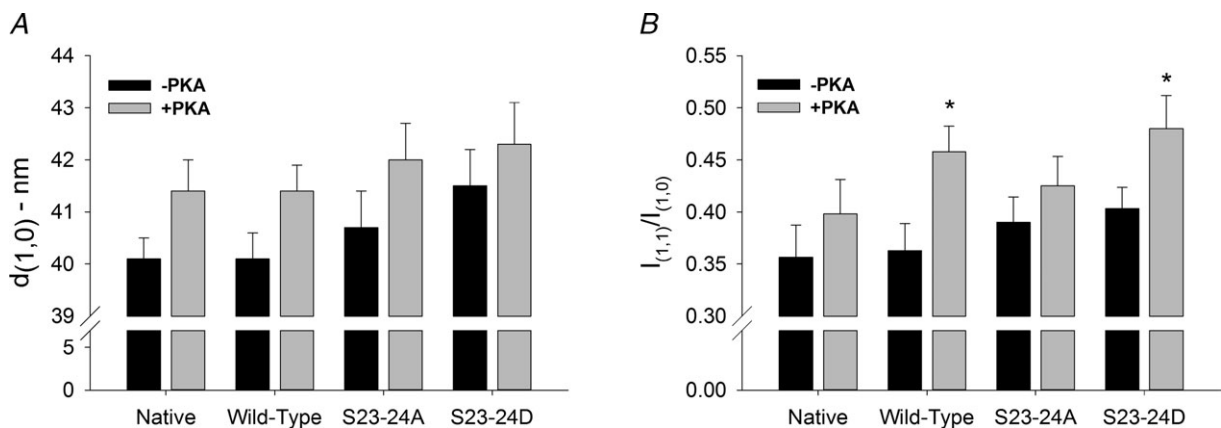 A
44
43
42
41
40
39
5
0
d(1,0) - nm
-PKA
+PKA
Native Wild-Type S23-24A S23-24D
B
0.55
0.50
0.45
0.40
0.35
0.30
0.00
I(1,1)/I(1,0)
-PKA
+PKA
*
*
Native Wild-Type S23-24A S23-24D